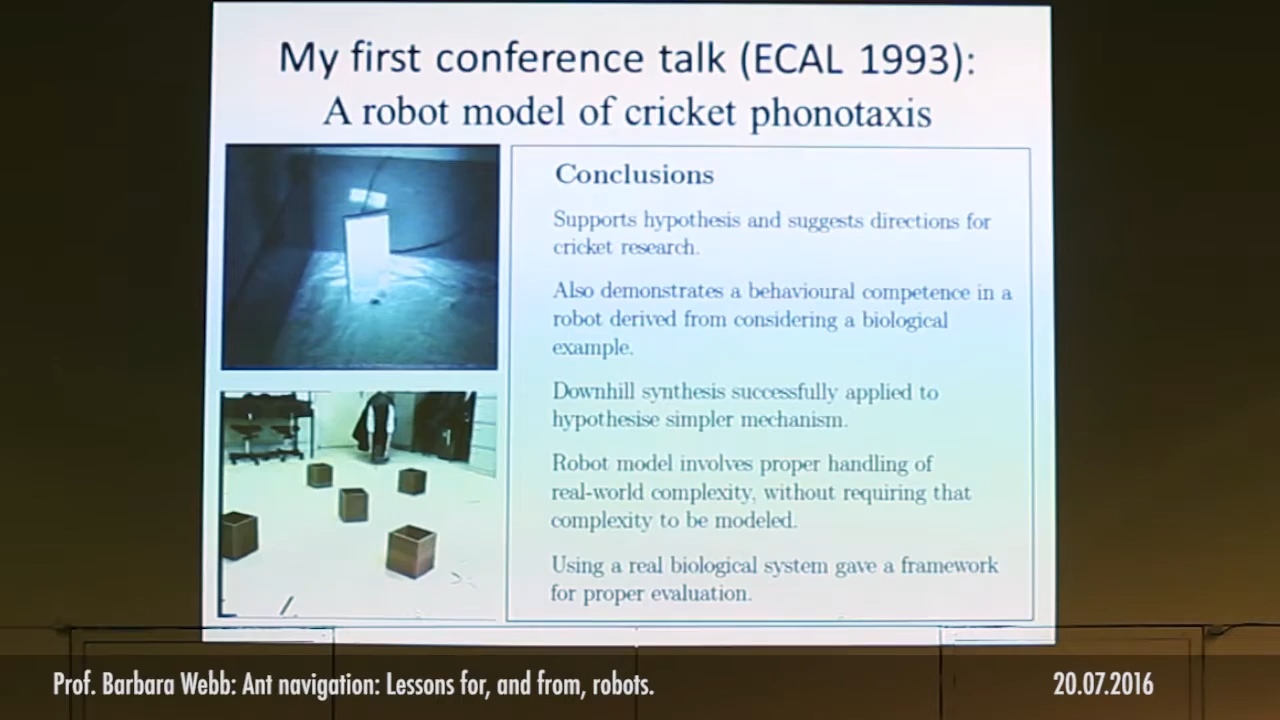 My first conference talk (ECAL 1993):
A robot model of cricket phonotaxis
Conclusions
Supports hypothesis and suggests directions for
cricket research.
Also demonstrates a behavioural competence in a
robot derived from considering a biological
example.
Downhill synthesis successfully applied to
hypothesise simpler mechanism.
Robot model involves proper handling of
real-world complexity, without requiring that
complexity to be modeled.
Using a real biological system gave a framework
for proper evaluation.
Prof. Barbara Webb: Ant navigation: Lessons for, and from, robots.
20.07.2016